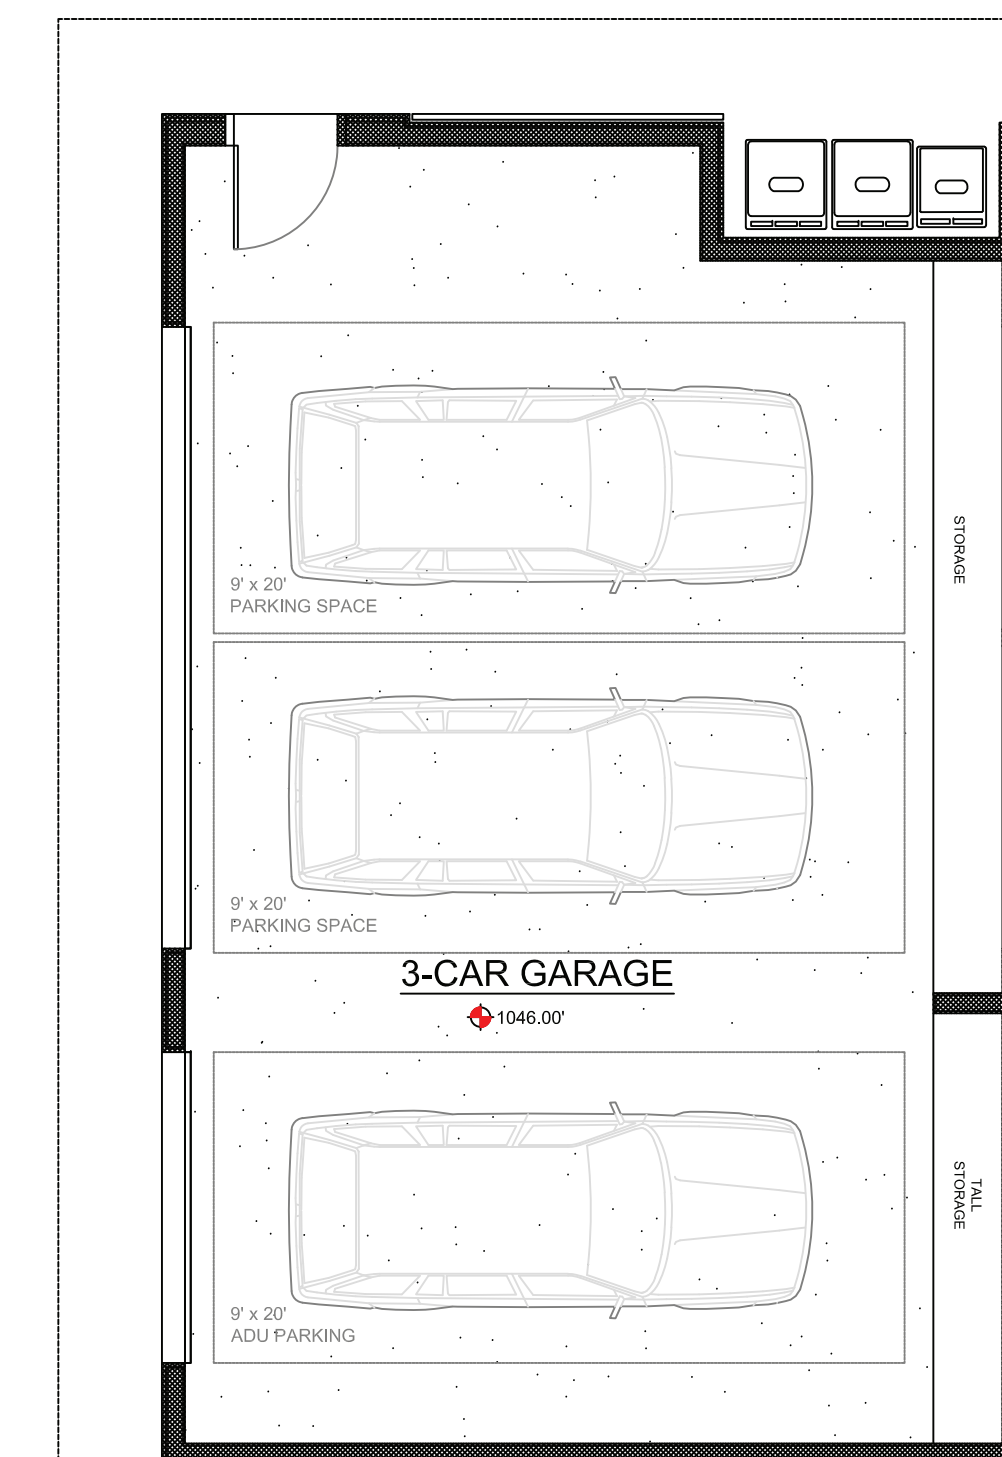 STORAGE
9' x 20'
PARKING SPACE
9' x 20'
PARKING SPACE
3-CAR GARAGE
1046.00'
TALL
STORAGE
9' x 20'
ADU PARKING